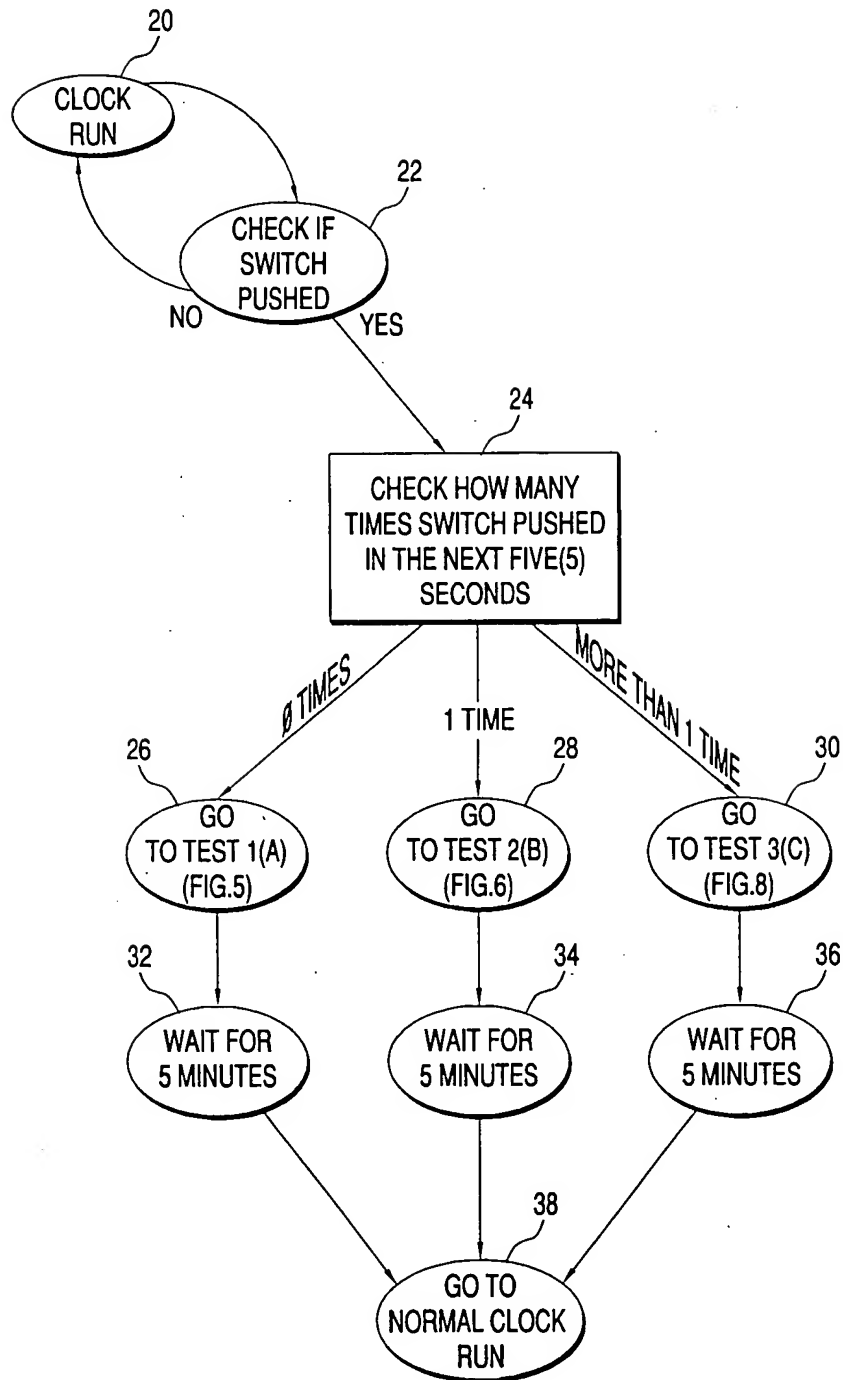 20
CLOCK
RUN
22
CHECK IF
SWITCH
PUSHED
NO
YES
24
CHECK HOW MANY
TIMES SWITCH PUSHED
IN THE NEXT FIVE(5)
SECONDS
Ø TIMES
1 TIME
MORE THAN 1 TIME
26
GO
TO TEST 1(A)
(FIG.5)
28
GO
TO TEST 2(B)
(FIG.6)
30
GO
TO TEST 3(C)
(FIG.8)
32
WAIT FOR
5 MINUTES
34
WAIT FOR
5 MINUTES
36
WAIT FOR
5 MINUTES
38
GO TO
NORMAL CLOCK
RUN